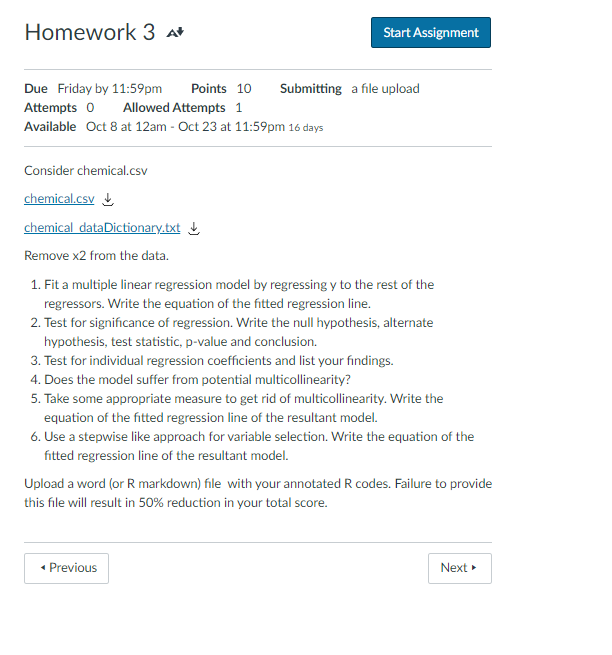 Homework 3
Start Assignment
Due Friday by 11:59pm Points 10 Submitting a file upload
Attempts 0 Allowed Attempts 1
Available Oct 8 at 12am - Oct 23 at 11:59pm 16 days
Consider chemical.csv
chemical.csv
chemical_dataDictionary.txt
Remove x2 from the data.
1. Fit a multiple linear regression model by regressing y to the rest of the
regressors. Write the equation of the fitted regression line.
2. Test for significance of regression. Write the null hypothesis, alternate
hypothesis, test statistic, p-value and conclusion.
3. Test for individual regression coefficients and list your findings.
4. Does the model suffer from potential multicollinearity?
5. Take some appropriate measure to get rid of multicollinearity. Write the
equation of the fitted regression line of the resultant model.
6. Use a stepwise like approach for variable selection. Write the equation of the
fitted regression line of the resultant model.
Upload a word (or R markdown) file with your annotated R codes. Failure to provide
this file will result in 50% reduction in your total score.
Previous
Next